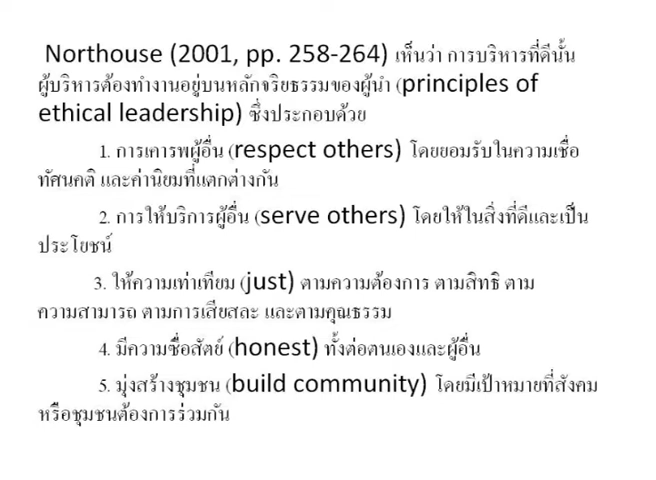 Northouse (2001, pp. 258-264) เห็นว่า การบริหารที่ดีนั้น
ผู้บริหารต้องทำงานอยู่บนหลักจริยธรรมของผู้นำ (principles of
ethical leadership) ซึ่งประกอบด้วย
1. การเคารพผู้อื่น (respect others) โดยยอมรับในความเชื่อ
ทัศนคติ และค่านิยมที่แตกต่างกัน
2. การให้บริการผู้อื่น (serve others) โดยให้ในสิ่งที่ดีและเป็น
ประโยชน์
3. ให้ความเท่าเทียม (just) ตามความต้องการ ตามสิทธิ ตาม
ความสามารถ ตามการเสียสละ และตามคุณธรรม
4. มีความซื่อสัตย์ (honest) ทั้งต่อตนเองและผู้อื่น
5. มุ่งสร้างชุมชน (build community) โดยมีเป้าหมายที่สังคม
หรือชุมชนต้องการร่วมกัน